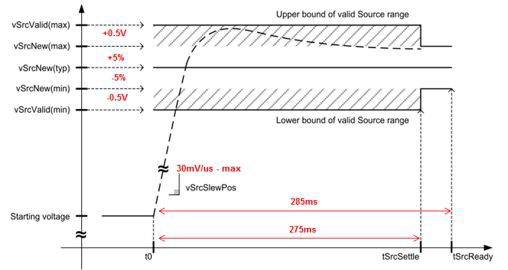 vSrcValid(max)
Upper bound of valid Source range
+0.5V
vSrcNew(max)
+5%
vSrcNew(typ)
-5%
vSrcNew(min)
-0.5V
vSrcValid(min)
Lower bound of valid Source range
30mV/us - max
vSrcSlewPos
285ms
Starting voltage
275ms
t0
tSrcSettle
tSrcReady